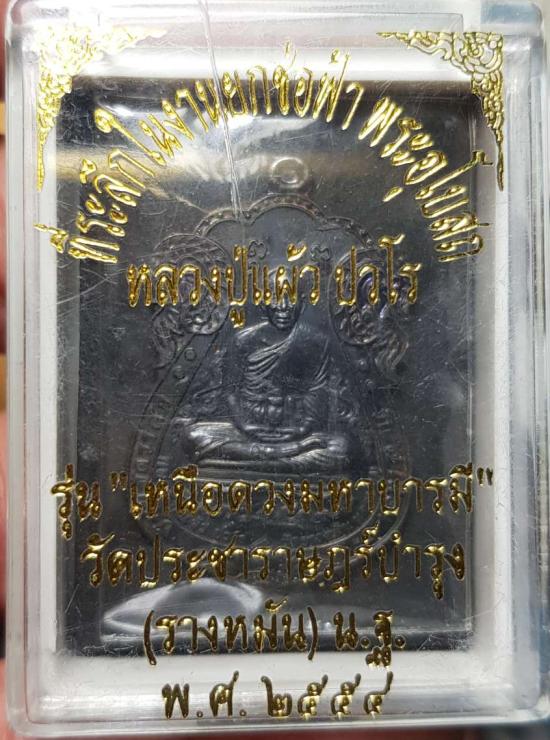 ที่ระลึกในงานยกช่อฟ้า พระอุโบสถ
หลวงปู่แผ้ว ปวโร
รุ่น "เหนือดวงมหาบารมี"
วัดประชาราษฎร์บำรุง
(รางหมัน) น.ฐ.
พ.ศ. ๒๕๕๔